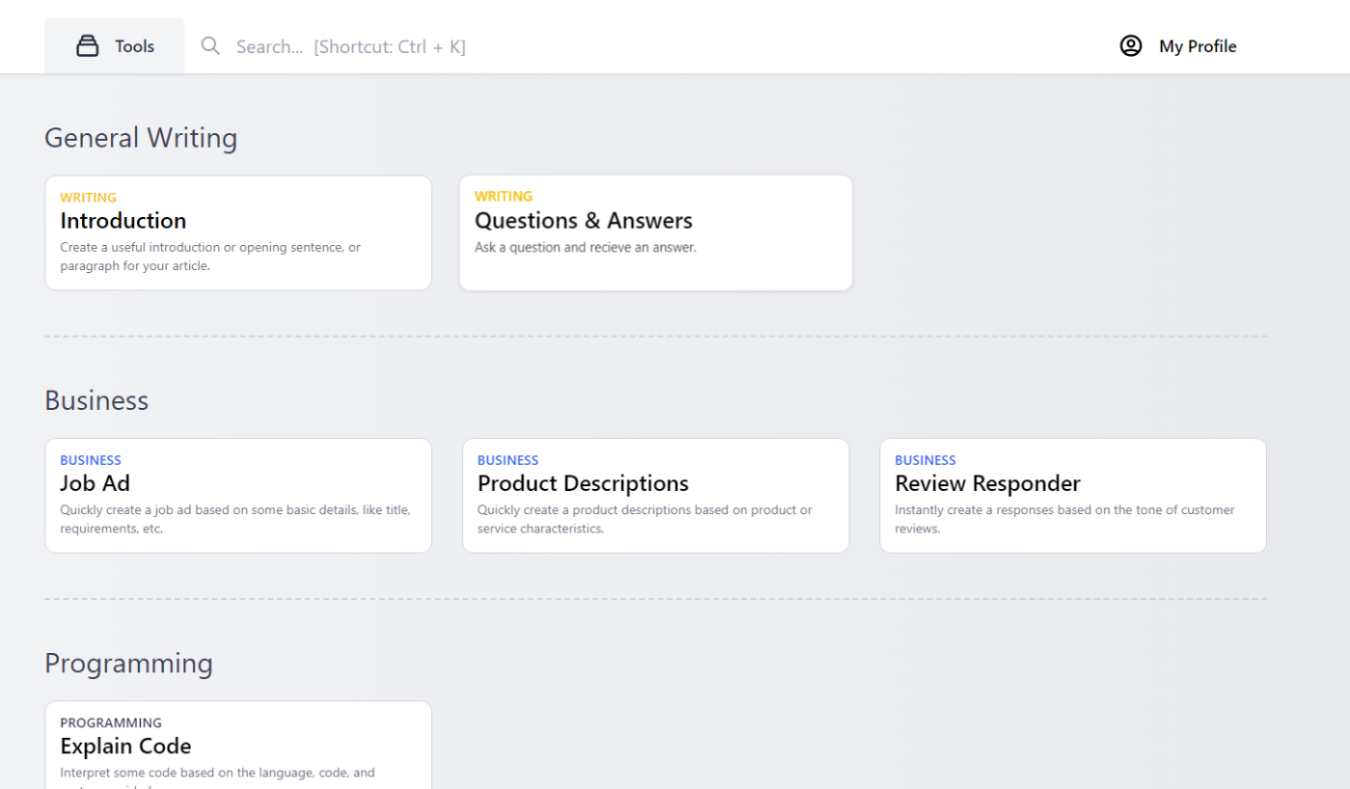 Tools
Search... [Shortcut: Ctrl + K]
My Profile
General Writing
WRITING
Introduction
Create a useful introduction or opening sentence, or
paragraph for your article.
WRITING
Questions & Answers
Ask a question and recieve an answer.
Business
BUSINESS
Job Ad
Quickly create a job ad based on some basic details, like title,
requirements, etc.
BUSINESS
Product Descriptions
Quickly create a product descriptions based on product or
service characteristics.
BUSINESS
Review Responder
Instantly create a responses based on the tone of customer
reviews.
Programming
PROGRAMMING
Explain Code
Interpret some code based on the language, code, and